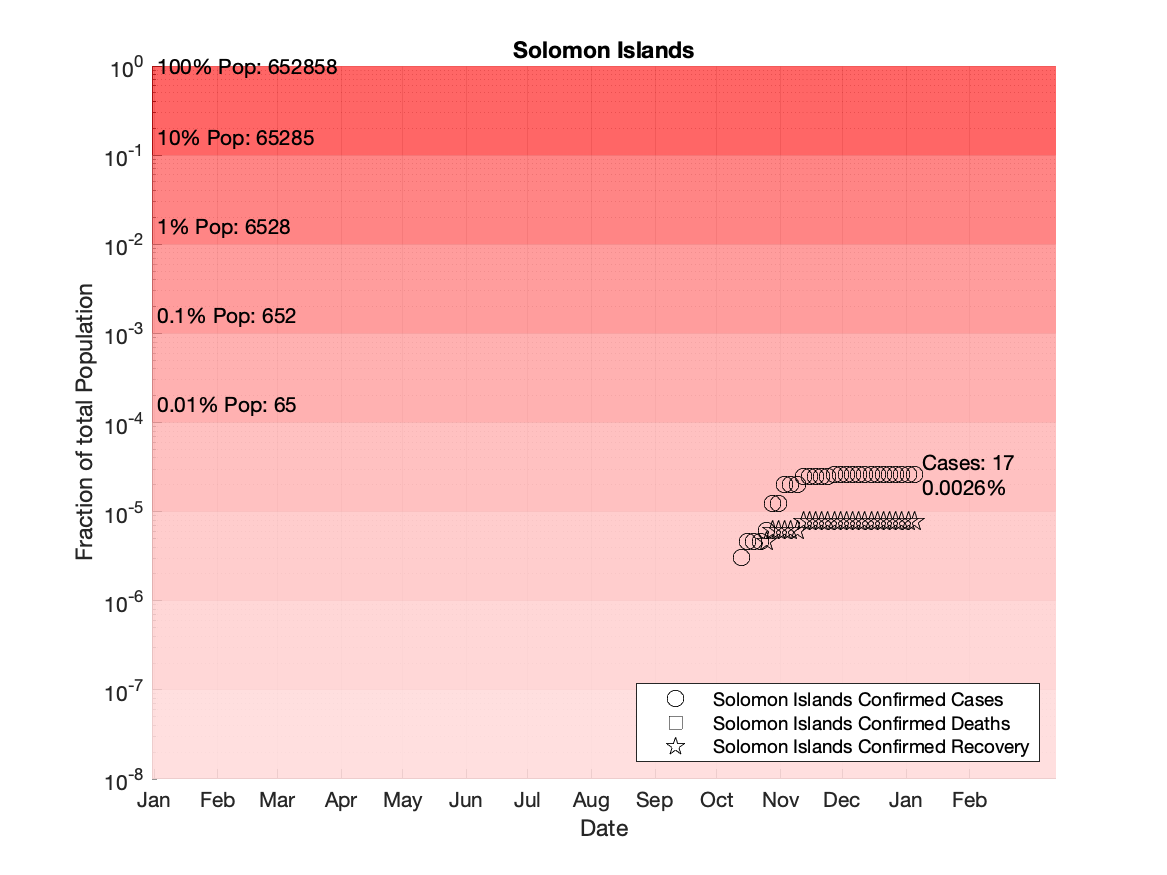 Solomon Islands
10^0
100% Pop: 652858
10% Pop: 65285
10^-1
1% Pop: 6528
10^-2
0.1% Pop: 652
10^-3
0.01% Pop: 65
10^-4
Cases: 17
0.0026%
10^-5
10^-6
10^-7
10^-8
Fraction of total Population
Solomon Islands Confirmed Cases
Solomon Islands Confirmed Deaths
Solomon Islands Confirmed Recovery
Jan Feb Mar Apr May Jun Jul Aug Sep Oct Nov Dec Jan Feb
Date